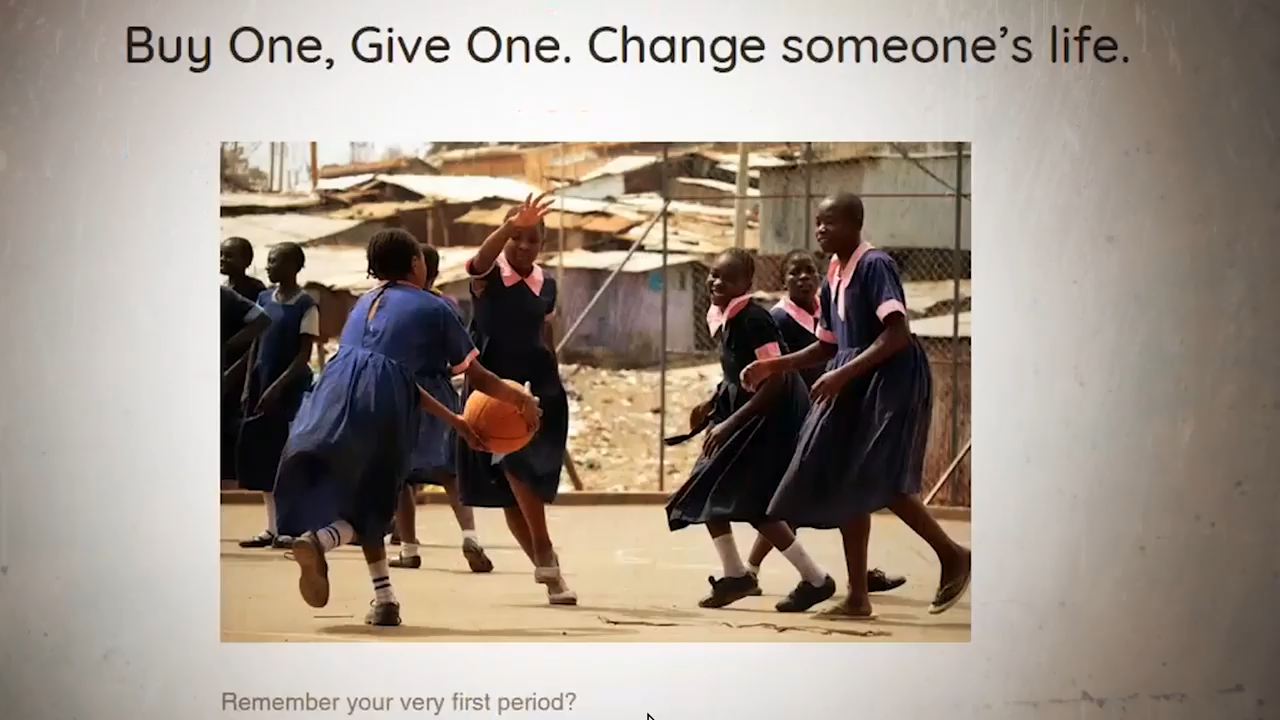 Buy One, Give One. Change someone’s life.
Remember your very first period?